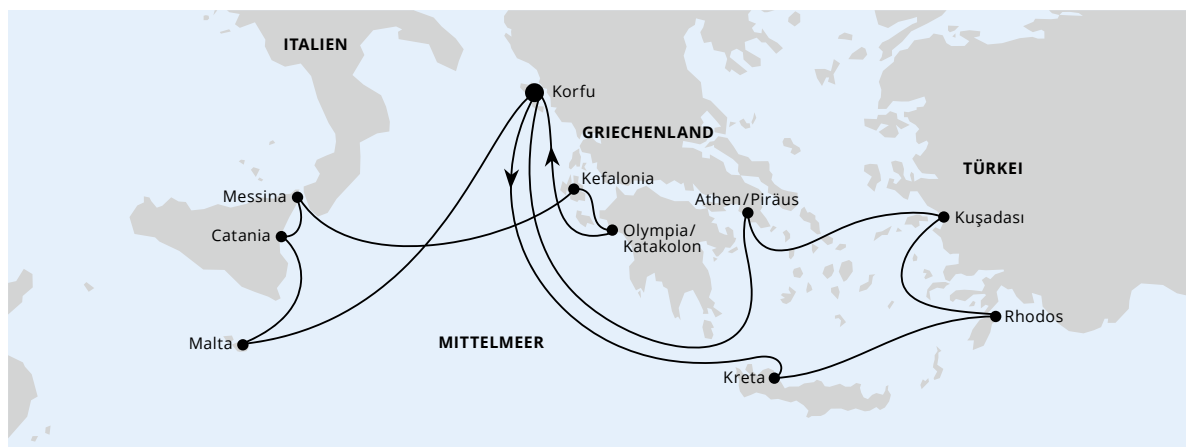 ITALIEN
Korfu
GRIECHENLAND
TÜRKEI
Kefalonia
Messina
Athen/Piräus
Kuşadası
Catania
Olympia/
Katakolon
Rhodos
Malta
MITTELMEER
Kreta